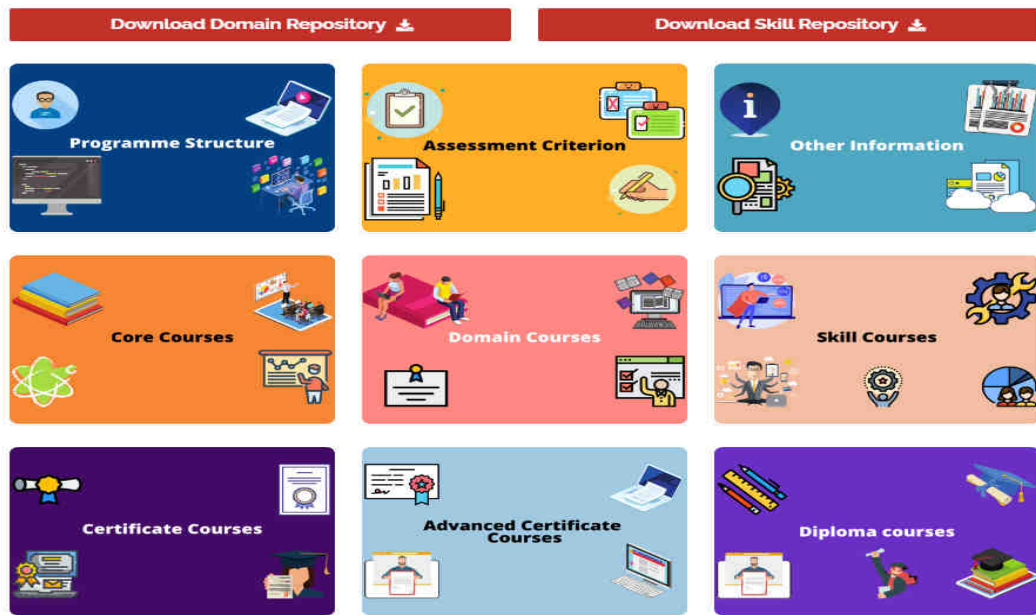 Download Domain Repository
Download Skill Repository
Programme Structure
Assessment Criterion
Other Information
Core Courses
Domain Courses
Skill Courses
Certificate Courses
Advanced Certificate
Courses
Diploma courses